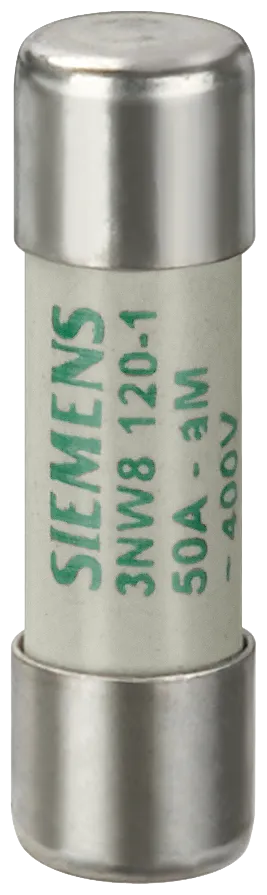 SIEMENS
3NW8 120-1
50A - aM
~ 400V